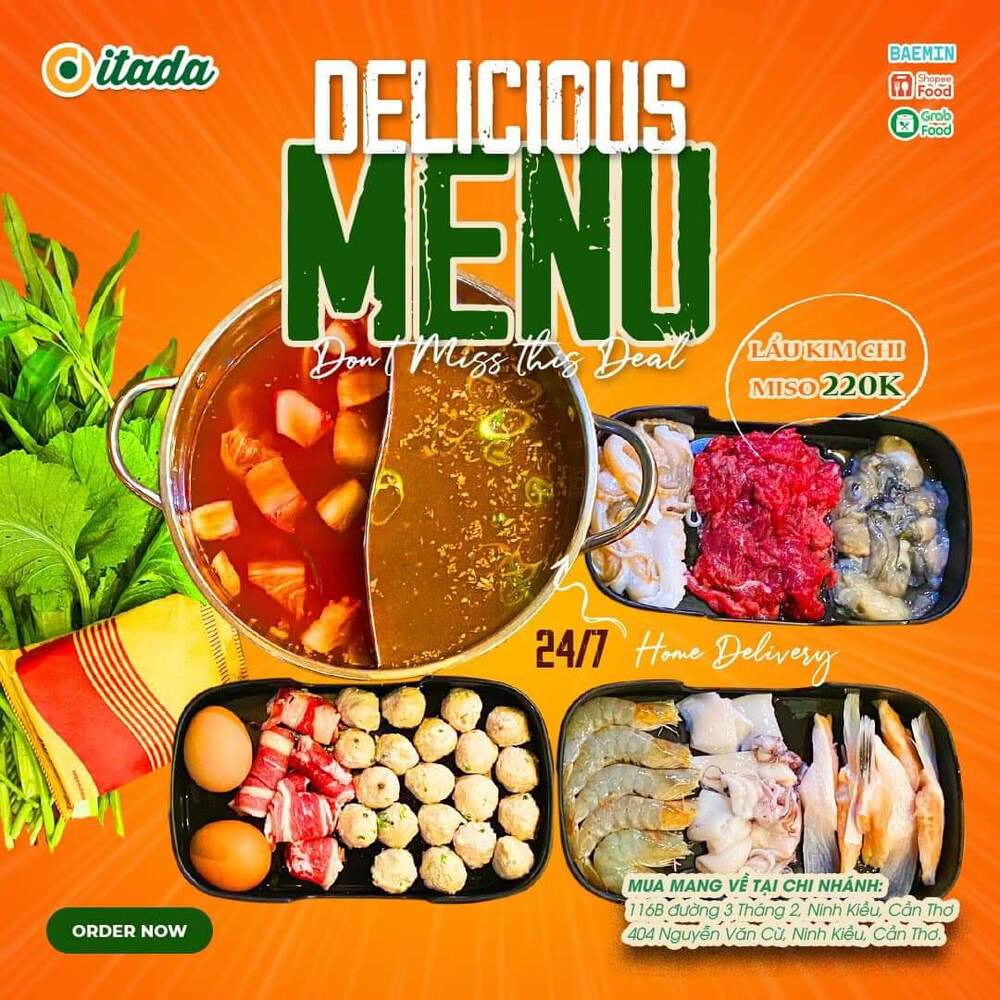 itada
BAEMIN
Shopee
Food
Grab
Food
DELICIOUS
MENU
Don't Miss this Deal
LẨU KIM CHI
MISO 220K
24/7 Home Delivery
MUA MANG VỀ TẠI CHI NHÁNH:
116B đường 3 Tháng 2, Ninh Kiều, Cần Thơ
404 Nguyễn Văn Cừ, Ninh Kiều, Cần Thơ.
ORDER NOW